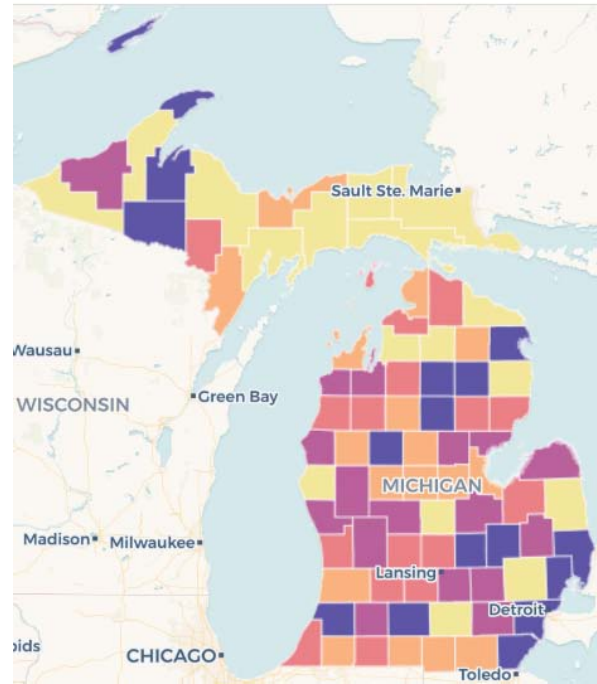 Sault Ste. Marie
Wausau
Green Bay
WISCONSIN
MICHIGAN
Madison
Milwaukee
Lansing
Detroit
CHICAGO
Toledo